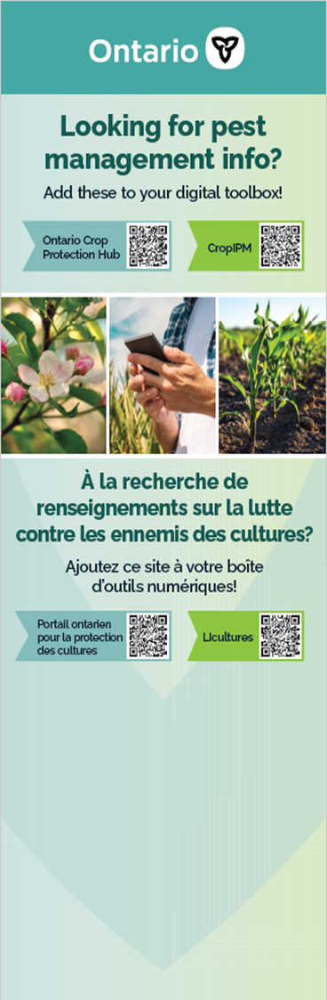 Ontario
Looking for pest
management info?
Add these to your digital toolbox!
Ontario Crop
Protection Hub
CropIPM
À la recherche de
renseignements sur la lutte
contre les ennemis des cultures?
Ajoutez ce site à votre boîte
d'outils numériques!
Portail ontarien
pour la protection
des cultures
LIcultures